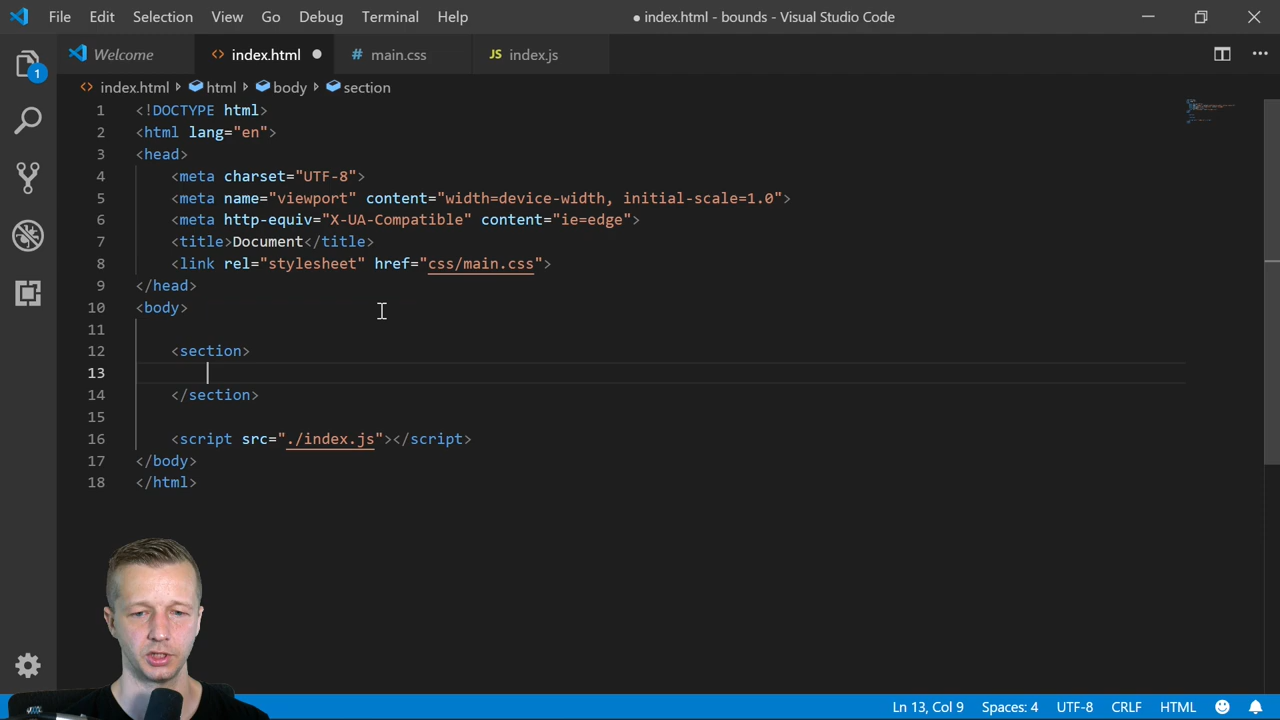 File Edit Selection View Go Debug Terminal Help ● index.html - bounds - Visual Studio Code
Welcome <> index.html ● # main.css JS index.js
<> index.html html body section
1
1 <!DOCTYPE html>
2 <html lang="en">
3 <head>
4 <meta charset="UTF-8">
5 <meta name="viewport" content="width=device-width, initial-scale=1.0">
6 <meta http-equiv="X-UA-Compatible" content="ie=edge">
7 <title>Document</title>
8 <link rel="stylesheet" href="css/main.css">
9 </head>
10 <body>
11
12 <section>
13
14 </section>
15
16 <script src="./index.js"></script>
17 </body>
18 </html>
Ln 13, Col 9 Spaces: 4 UTF-8 CRLF HTML